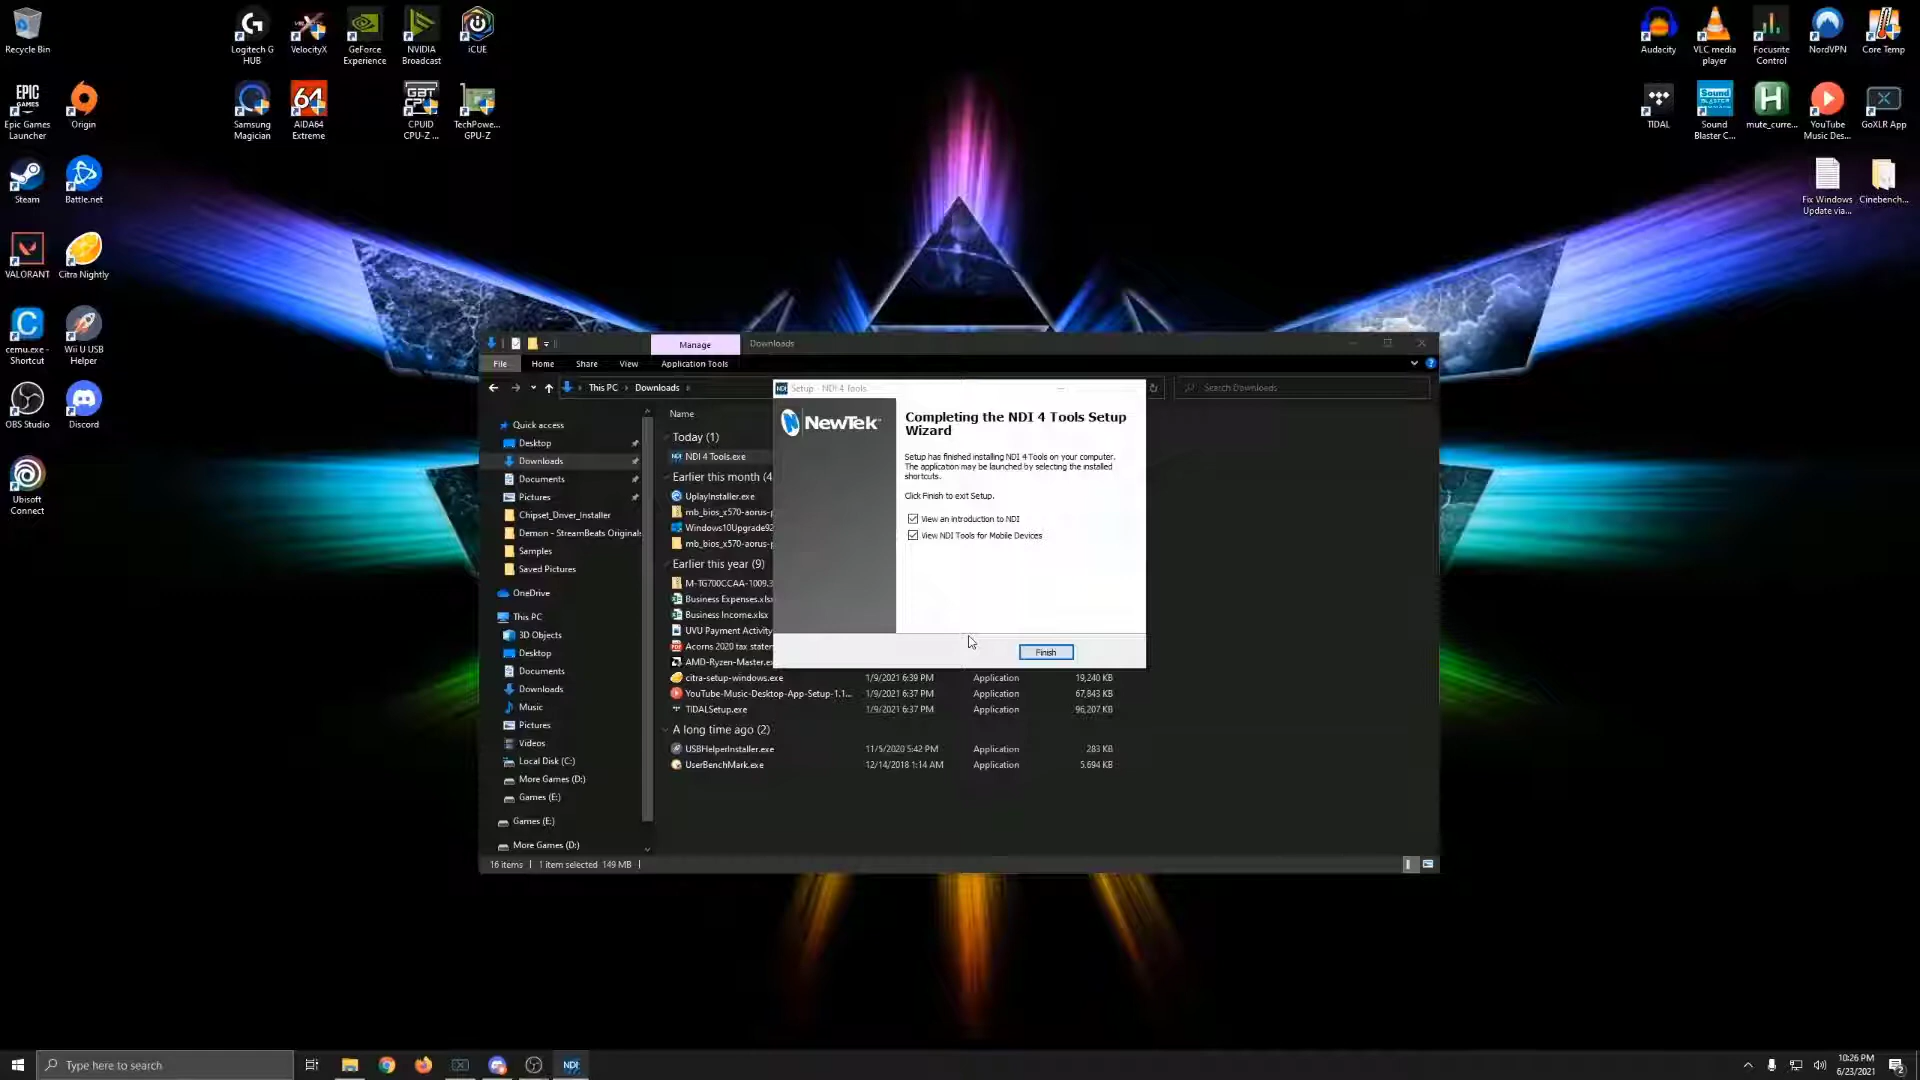 Recycle Bin
Logitech G HUB
VelocityX
GeForce Experience
NVIDIA Broadcast
iCUE
Audacity
VLC media player
Focusrite Control
NordVPN
Core Temp
EPIC GAMES
Epic Games Launcher
Origin
Samsung Magician
64
AIDA64 Extreme
CPUID CPU-Z ...
TechPowe... GPU-Z
TIDAL
Sound BLASTER
Sound Blaster C...
mute_curre...
YouTube Music Des...
GoXLR App
Steam
Battle.net
Fix Windows Update via...
Cinebench...
VALORANT
Citra Nightly
cemu.exe - Shortcut
Wii U USB Helper
OBS Studio
Discord
Ubisoft Connect
Manage
Downloads
File
Home
Share
View
Application Tools
This PC
Downloads
Search Downloads
Quick access
Desktop
Downloads
Documents
Pictures
Chipset_Driver_Installer
Demon - StreamBeats Originals
Samples
Saved Pictures
OneDrive
This PC
3D Objects
Desktop
Documents
Downloads
Music
Pictures
Videos
Local Disk (C:)
More Games (D:)
Games (E:)
Games (E:)
More Games (D:)
Name
Today (1)
NDI 4 Tools.exe
Earlier this month (4
UplayInstaller.exe
mb_bios_x570-aorus-p
Windows10Upgrade92
mb_bios_x570-aorus-p
Earlier this year (9)
M-TG700CCAA-1009.3
Business Expenses.xlsx
Business Income.xlsx
UVU Payment Activity
Acorns 2020 tax staten
AMD-Ryzen-Master.ex
citra-setup-windows.exe 1/9/2021 6:39 PM Application 19,240 KB
YouTube-Music-Desktop-App-Setup-1.1... 1/9/2021 6:37 PM Application 67,843 KB
TIDALSetup.exe 1/9/2021 6:37 PM Application 96,207 KB
A long time ago (2)
USBHelperInstaller.exe 11/5/2020 5:42 PM Application 283 KB
UserBenchMark.exe 12/14/2018 1:14 AM Application 5,694 KB
Setup - NDI 4 Tools
NewTek
Completing the NDI 4 Tools Setup
Wizard
Setup has finished installing NDI 4 Tools on your computer.
The application may be launched by selecting the installed
shortcuts.
Click Finish to exit Setup.
View an introduction to NDI
View NDI Tools for Mobile Devices
Finish
16 items
1 item selected 149 MB
Type here to search
NDI
10:26 PM
6/23/2021